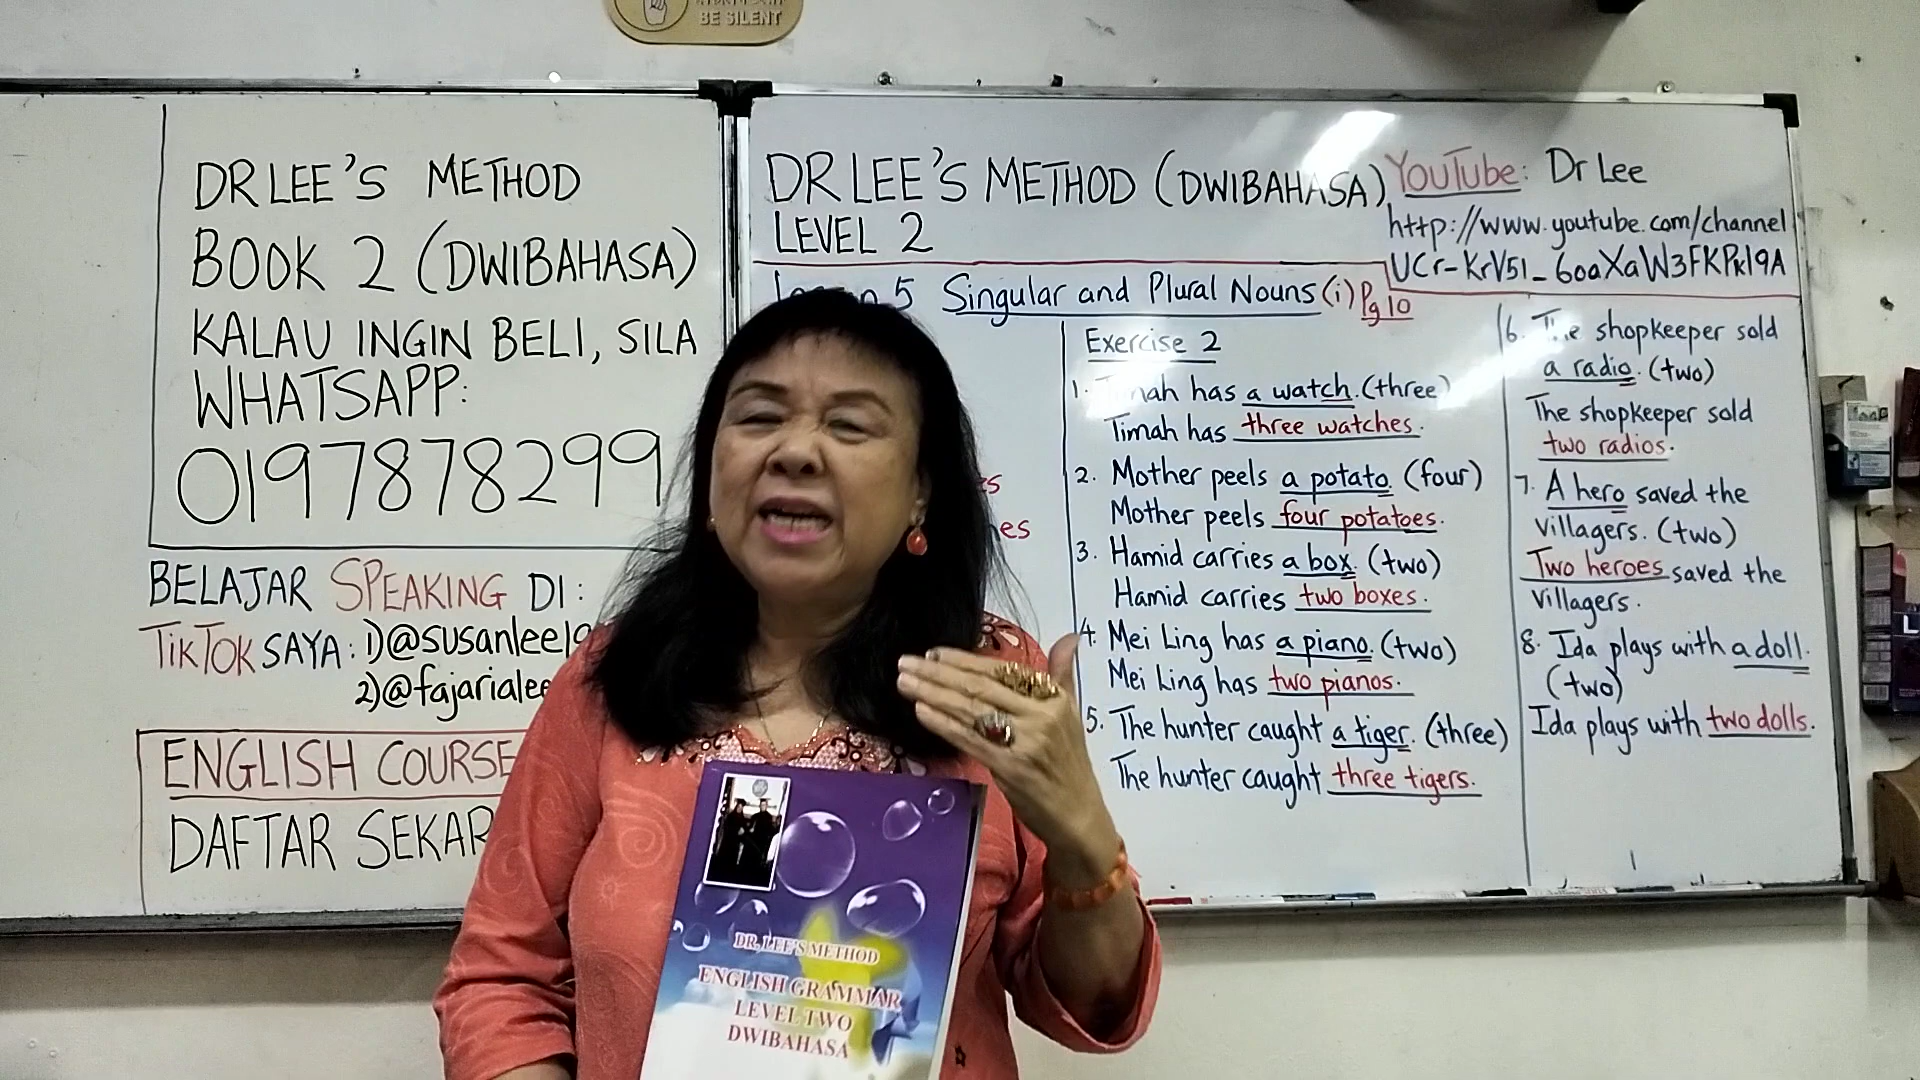 BE SILENT
DR LEE'S METHOD
BOOK 2 (DWIBAHASA)
KALAU INGIN BELI, SILA
WHATSAPP:
0197878299
BELAJAR SPEAKING DI:
TIKTOK SAYA: 1)@susanlee19
2)@fajarialee
ENGLISH COURSE
DAFTAR SEKAR
DR LEE'S METHOD (DWIBAHASA)
LEVEL 2
YOUTUBE: Dr Lee
http://www.youtube.com/channel
5 Singular and Plural Nouns (i) Pg 10
es
hes
Exercise 2
1. Timah has a watch. (three)
Timah has three watches.
2. Mother peels a potato. (four)
Mother peels four potatoes.
3. Hamid carries a box. (two)
Hamid carries two boxes.
4. Mei Ling has a piano. (two)
Mei Ling has two pianos.
5. The hunter caught a tiger. (three)
The hunter caught three tigers.
6. The shopkeeper sold
a radio. (two)
The shopkeeper sold
two radios.
7. A hero saved the
villagers. (two)
Two heroes saved the
villagers.
8. Ida plays with a doll.
(two)
Ida plays with two dolls.
DR. LEE'S METHOD
ENGLISH GRAMMAR
LEVEL TWO
DWIBAHASA